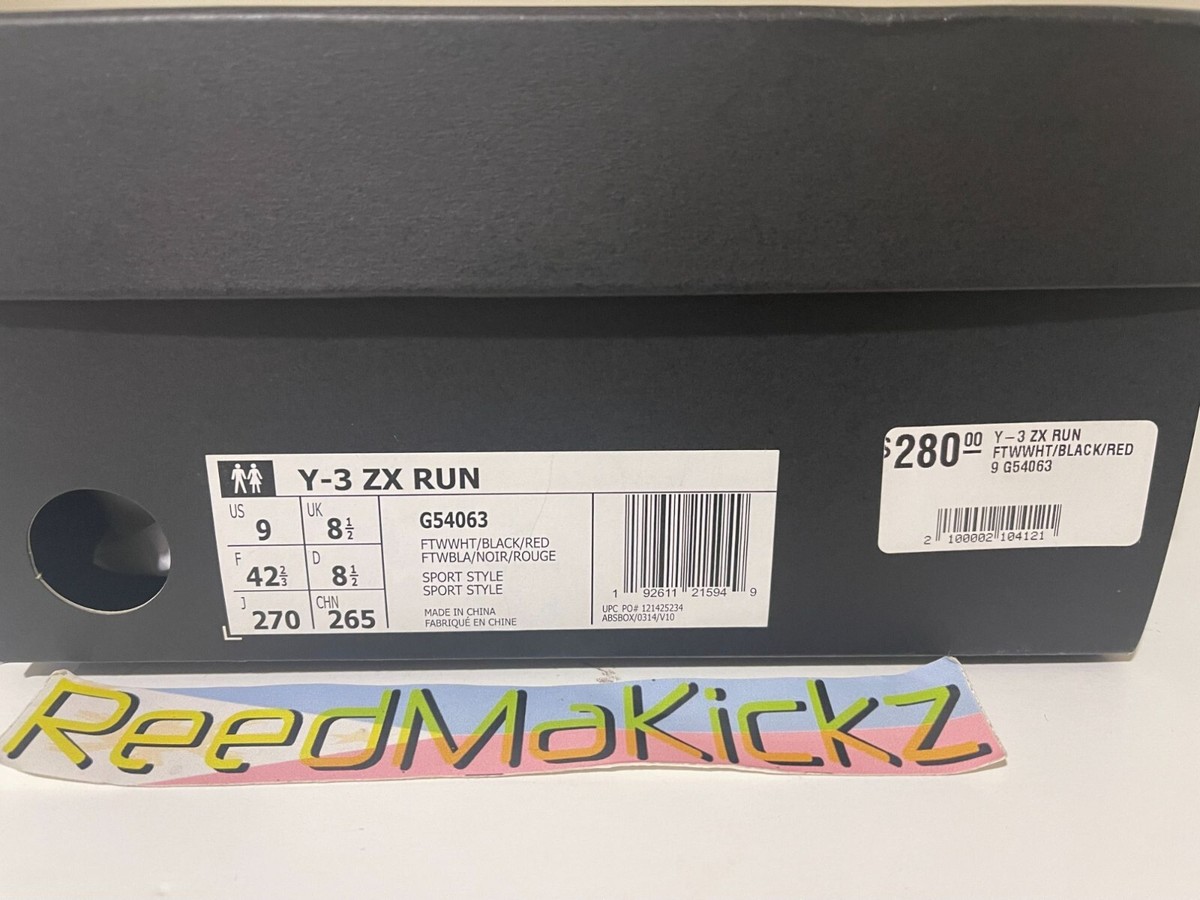 Y-3 ZX RUN
US 9
UK 8½
F 42⅔
D 8½
J 270
CHN 265
G54063
FTWWHT/BLACK/RED
FTWBLA/NOIR/ROUGE
SPORT STYLE
SPORT STYLE
MADE IN CHINA
FABRIQUÉ EN CHINE
1 92611 21594 9
UPC PO# 121425234
ABSBOX/0314/V10
$280.00
Y-3 ZX RUN
FTWWHT/BLACK/RED
9 G54063
2 100002 104121
ReedMaKickz